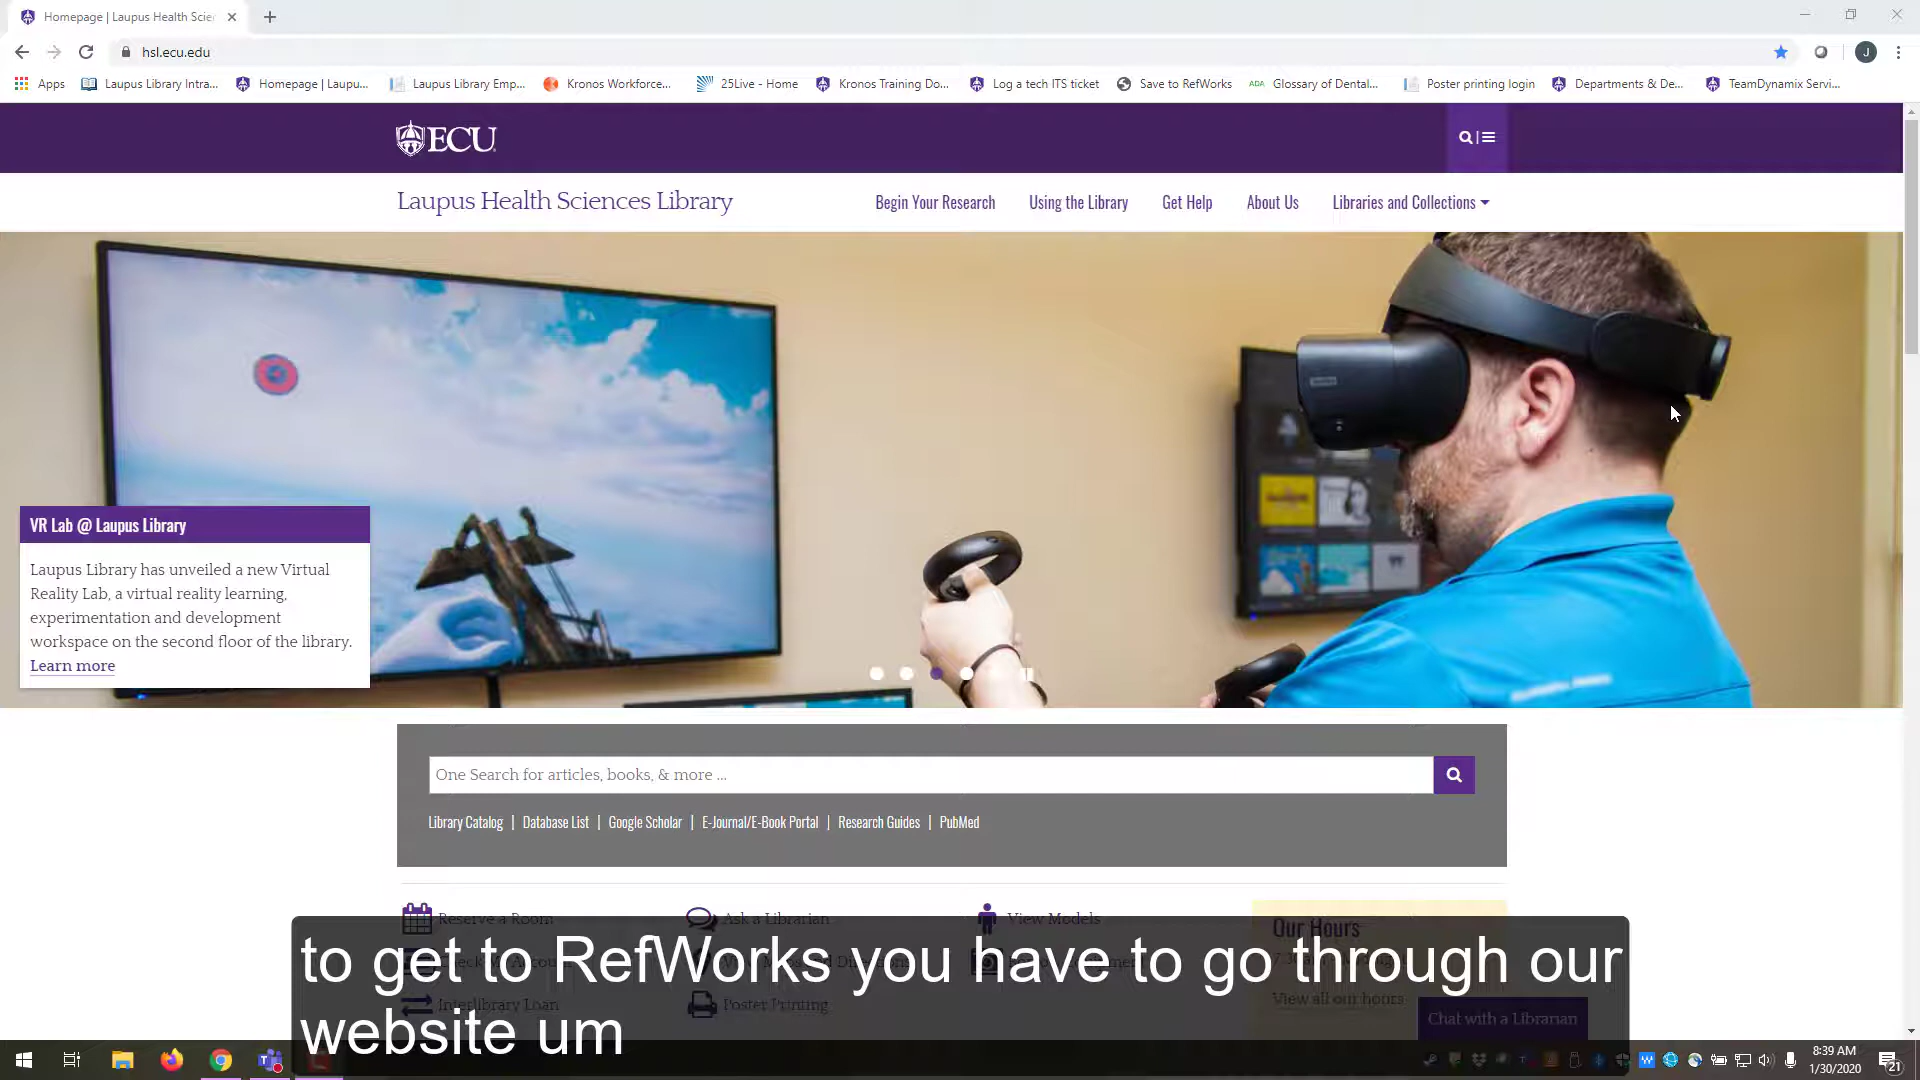 Homepage | Laupus Health Scien
hsl.ecu.edu
J
Apps
Laupus Library Intra...
Homepage | Laupu...
Laupus Library Emp...
Kronos Workforce...
25Live - Home
Kronos Training Do...
Log a tech ITS ticket
Save to RefWorks
ADA
Glossary of Dental...
Poster printing login
Departments & De...
TeamDynamix Servi...
ECU
Laupus Health Sciences Library
Begin Your Research
Using the Library
Get Help
About Us
Libraries and Collections
VR Lab @ Laupus Library
Laupus Library has unveiled a new Virtual
Reality Lab, a virtual reality learning,
experimentation and development
workspace on the second floor of the library.
Learn more
One Search for articles, books, & more ...
Library Catalog | Database List | Google Scholar | E-Journal/E-Book Portal | Research Guides | PubMed
Reserve a Room
Ask a Librarian
View Models
Our Hours
to get to RefWorks you have to go through our
website um
Interlibrary Loan
Poster Printing
View all our hours
Chat with a Librarian
8:39 AM
1/30/2020
21